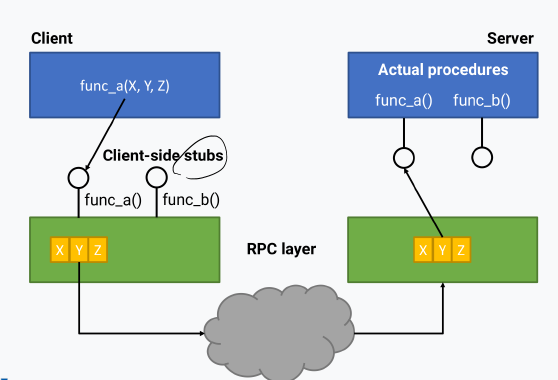 Client
Server
func_a(X, Y, Z)
Actual procedures
func_a()
func_b()
Client-side stubs
func_a()
func_b()
X Y Z
RPC layer
X Y Z